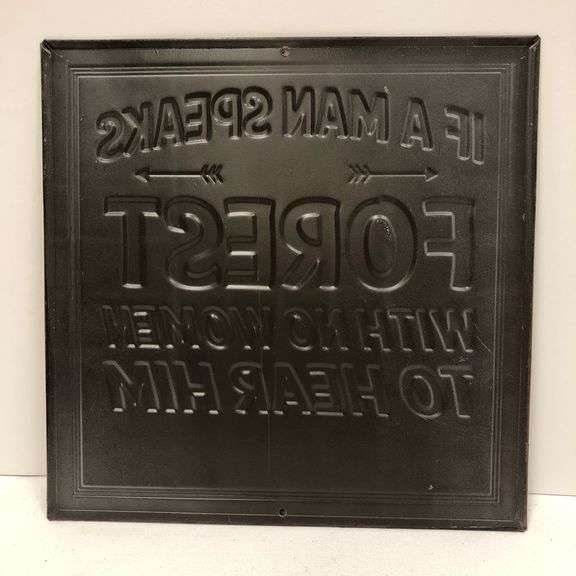 IF A MAN SPEAKS
FOREST
WITH NO WOMEN
TO HEAR HIM